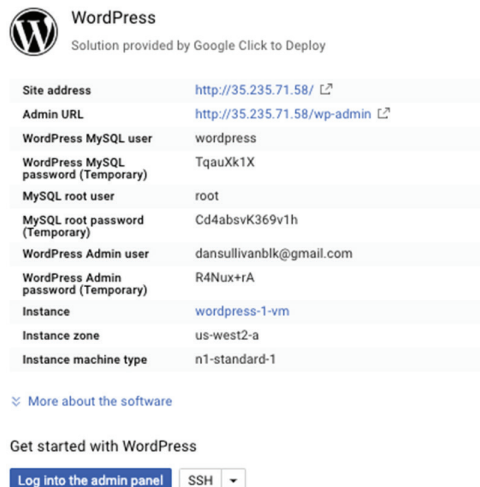 WordPress
Solution provided by Google Click to Deploy
Site address http://35.235.71.58/
Admin URL http://35.235.71.58/wp-admin
WordPress MySQL user wordpress
WordPress MySQL password (Temporary) TqauXk1X
MySQL root user root
MySQL root password (Temporary) Cd4absvK369v1h
WordPress Admin user dansullivanblk@gmail.com
WordPress Admin password (Temporary) R4Nux+rA
Instance wordpress-1-vm
Instance zone us-west2-a
Instance machine type n1-standard-1
More about the software
Get started with WordPress
Log into the admin panel SSH